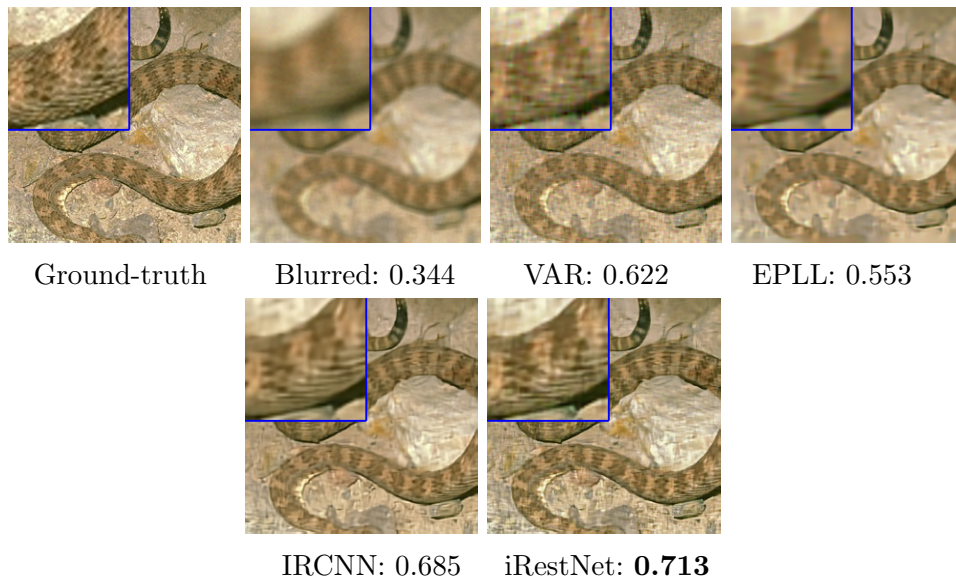 Ground-truth Blurred: 0.344 VAR: 0.622 EPLL: 0.553
IRCNN: 0.685 iRestNet: 0.713